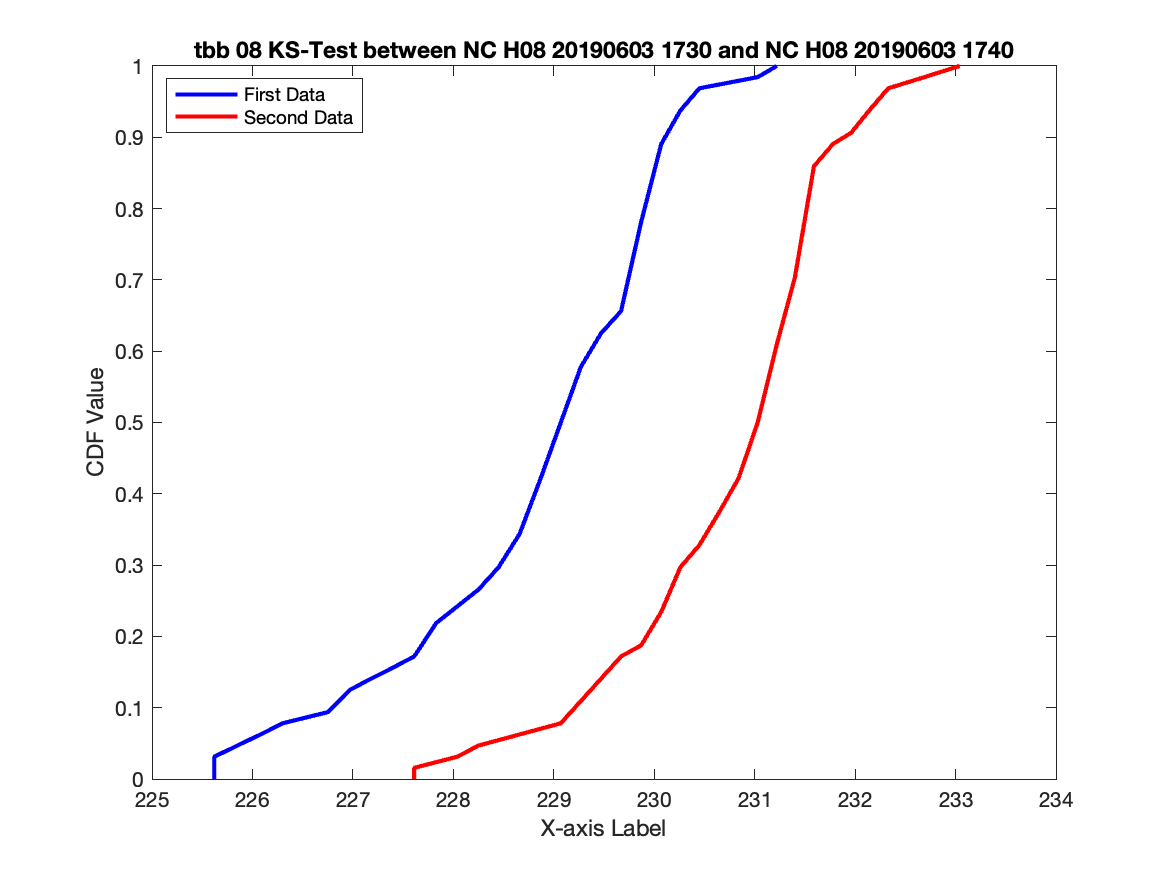 tbb 08 KS-Test between NC H08 20190603 1730 and NC H08 20190603 1740
1
First Data
Second Data
0.9
0.8
0.7
0.6
0.5
0.4
0.3
0.2
0.1
0
CDF Value
225 226 227 228 229 230 231 232 233 234
X-axis Label